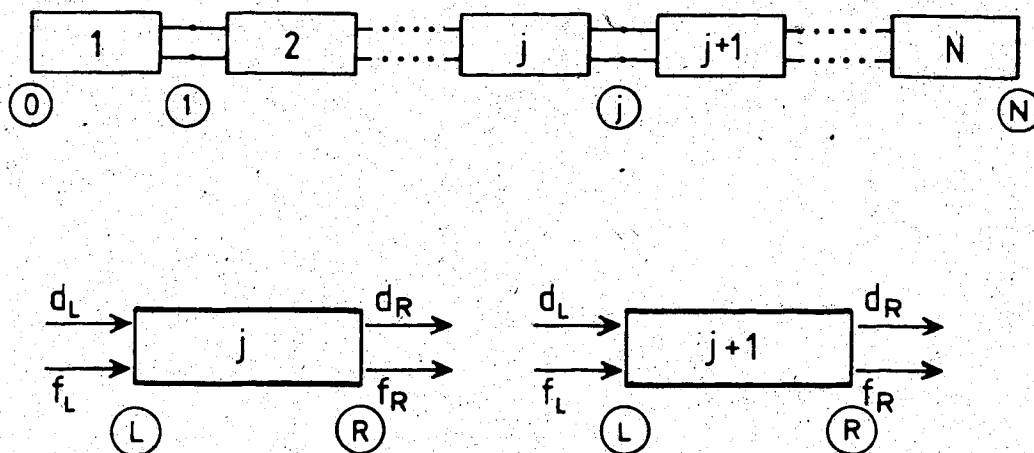 1 2 j j+1 N
0 1 j N
d_L d_R d_L d_R
j j+1
f_L f_R f_L f_R
L R L R